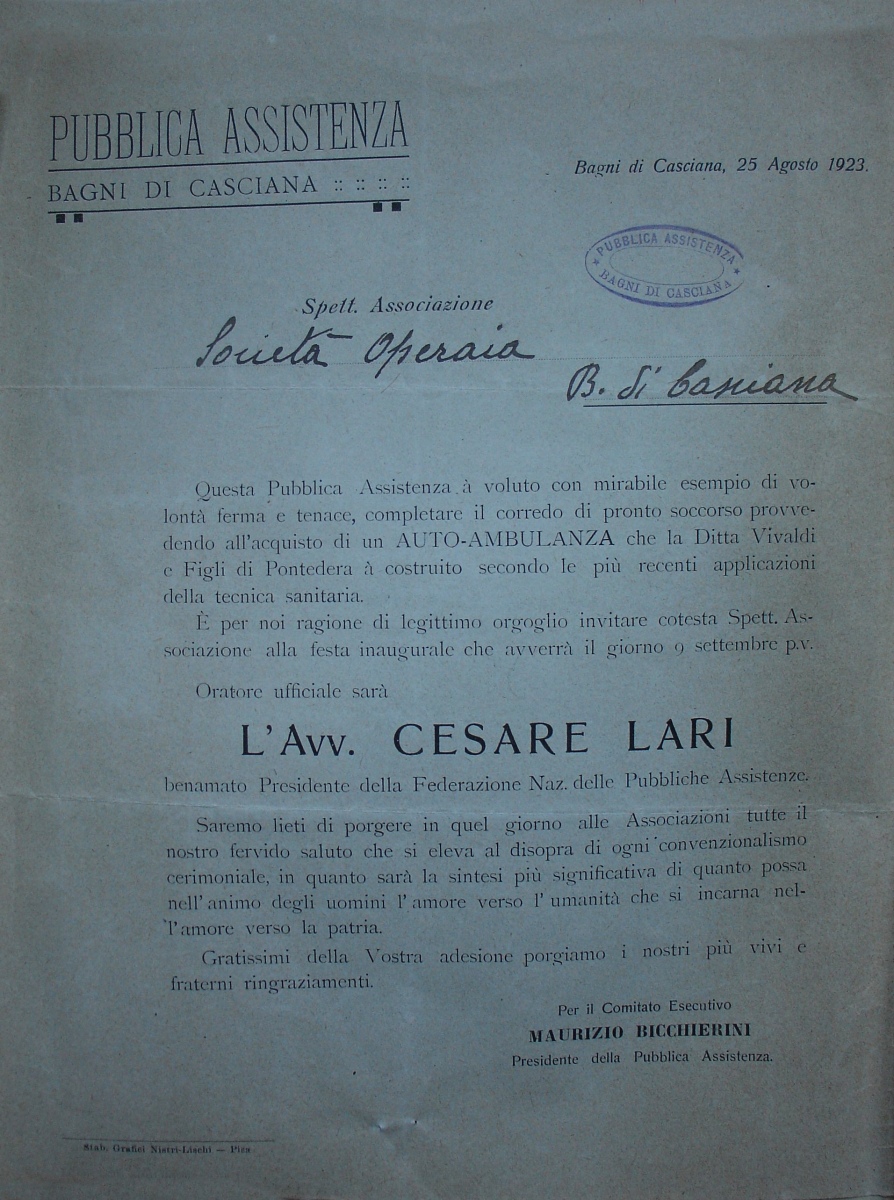 PUBBLICA ASSISTENZA
BAGNI DI CASCIANA :: :: :: ::
Bagni di Casciana, 25 Agosto 1923.
* PUBBLICA ASSISTENZA *
BAGNI DI CASCIANA
Spett. Associazione
Società Operaia
B. di Casciana
Questa Pubblica Assistenza à voluto con mirabile esempio di vo-
lontà ferma e tenace, completare il corredo di pronto soccorso provve-
dendo all'acquisto di un AUTO-AMBULANZA che la Ditta Vivaldi
e Figli di Pontedera à costruito secondo le più recenti applicazioni
della tecnica sanitaria.
È per noi ragione di legittimo orgoglio invitare cotesta Spett. As-
sociazione alla festa inaugurale che avverrà il giorno 9 settembre p.v.
Oratore ufficiale sarà
L'Avv. CESARE LARI
benamato Presidente della Federazione Naz. delle Pubbliche Assistenze.
Saremo lieti di porgere in quel giorno alle Associazioni tutte il
nostro fervido saluto che si eleva al disopra di ogni convenzionalismo
cerimoniale, in quanto sarà la sintesi più significativa di quanto possa
nell'animo degli uomini l'amore verso l'umanità che si incarna nel-
l'amore verso la patria.
Gratissimi della Vostra adesione porgiamo i nostri più vivi e
fraterni ringraziamenti.
Per il Comitato Esecutivo
MAURIZIO BICCHIERINI
Presidente della Pubblica Assistenza.
Stab. Grafici Nistri-Lischi — Pisa